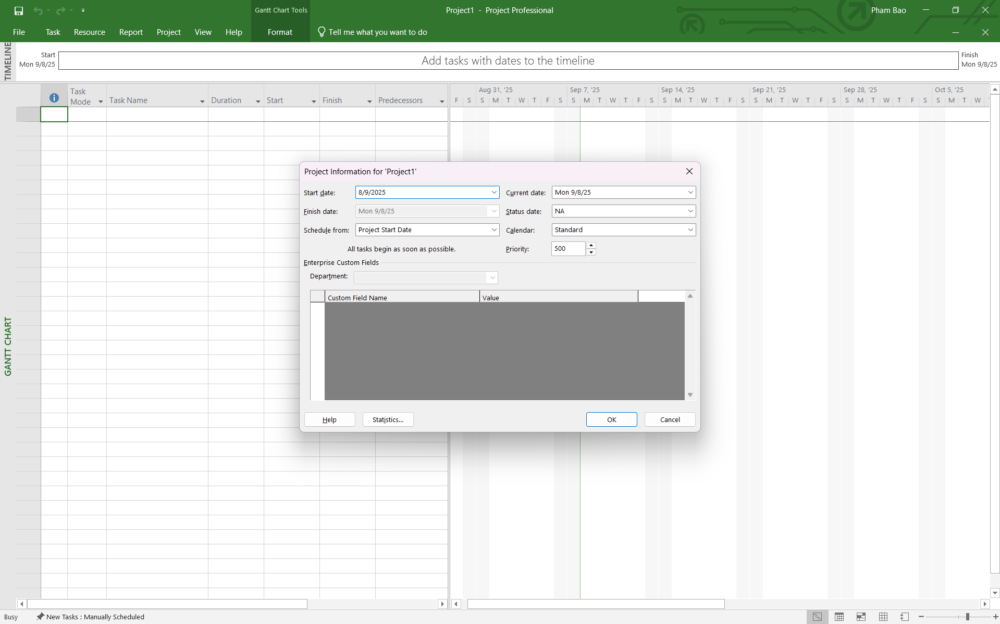 Gantt Chart Tools
Project1  -  Project Professional
Pham Bao
File
Task
Resource
Report
Project
View
Help
Format
Tell me what you want to do
TIMELINE
Start
Mon 9/8/25
Add tasks with dates to the timeline
Finish
Mon 9/8/25
GANTT CHART
Task Mode
Task Name
Duration
Start
Finish
Predecessors
Aug 31, '25
Sep 7, '25
Sep 14, '25
Sep 21, '25
Sep 28, '25
Oct 5, '25
F S S M T W T F S S M T W T F S S M T W T F S S M T W T F S S M T W T F S S M T W
Project Information for 'Project1'
Start date:
8/9/2025
Current date:
Mon 9/8/25
Finish date:
Mon 9/8/25
Status date:
NA
Schedule from:
Project Start Date
Calendar:
Standard
All tasks begin as soon as possible.
Priority:
500
Enterprise Custom Fields
Department:
Custom Field Name
Value
Help
Statistics...
OK
Cancel
Busy
New Tasks : Manually Scheduled